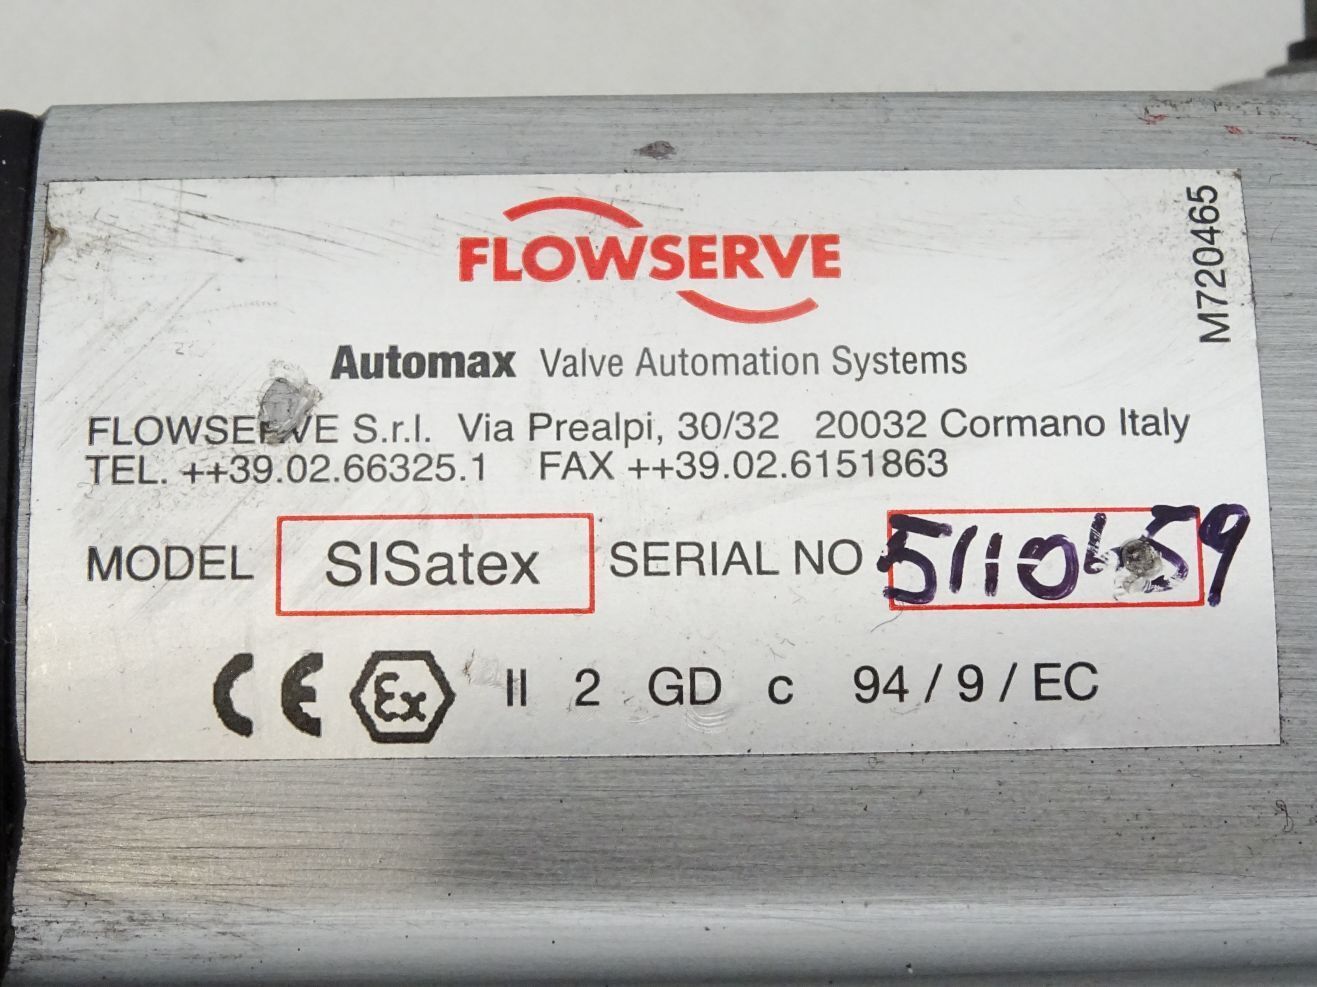 FLOWSERVE
M720465
Automax Valve Automation Systems
FLOWSERVE S.r.l. Via Prealpi, 30/32 20032 Cormano Italy
TEL. ++39.02.66325.1 FAX ++39.02.6151863
MODEL SISatex SERIAL NO
CE Ex II 2 GD c 94 / 9 / EC